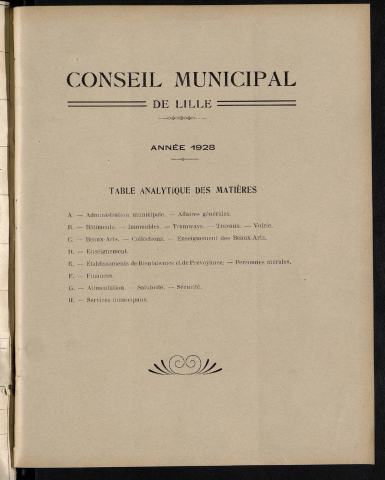 CONSEIL MUNICIPAL
DE LILLE
ANNÉE 1928
TABLE ANALYTIQUE DES MATIÈRES
A. — Administration municipale. — Affaires générales.
B. — Bâtiments. — Immeubles. — Tramways. — Travaux. — Voirie.
C. — Beaux-Arts. — Collections. — Enseignement des Beaux-Arts.
D. — Enseignement.
E. — Établissements de Bienfaisance et de Prévoyance. — Personnes morales.
F. — Finances.
G. — Alimentation. — Salubrité. — Sécurité.
H. — Services municipaux.